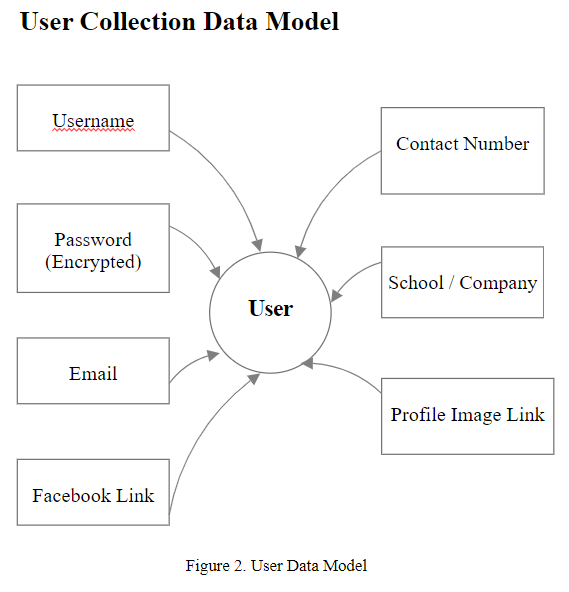 User Collection Data Model
Username
Password
(Encrypted)
Email
Facebook Link
User
Contact Number
School / Company
Profile Image Link
Figure 2. User Data Model